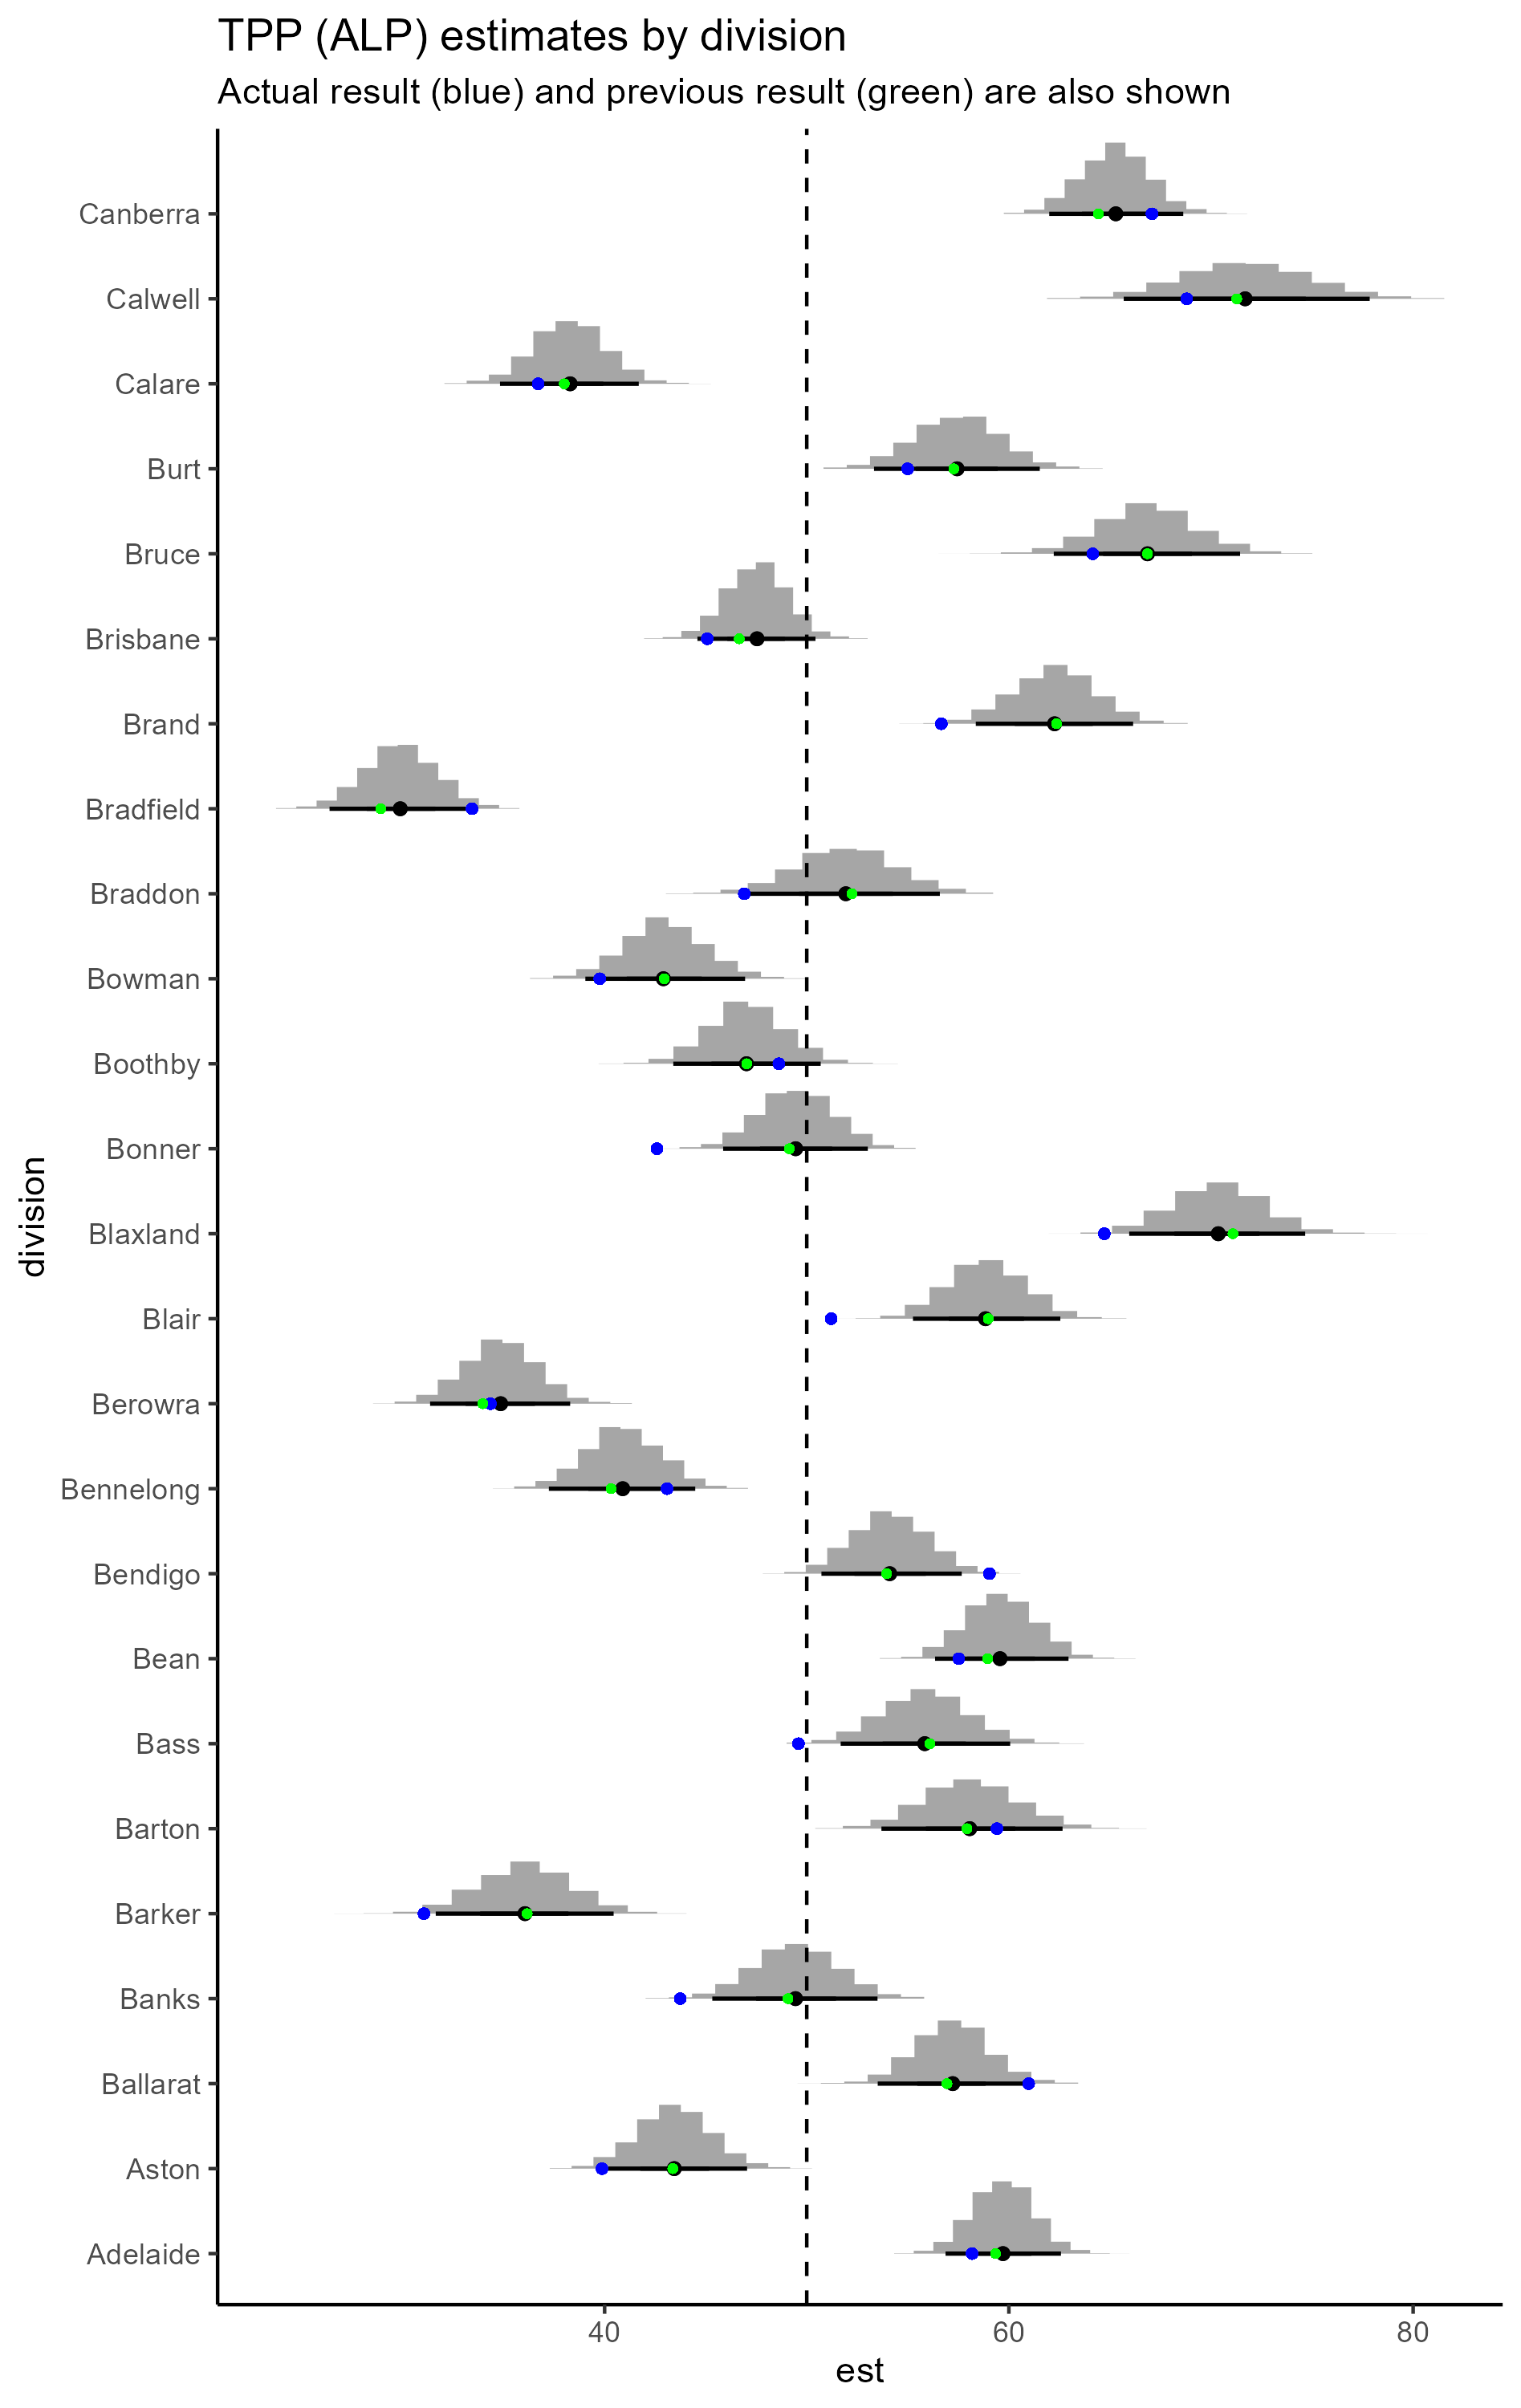 TPP (ALP) estimates by division
Actual result (blue) and previous result (green) are also shown
Canberra
Calwell
Calare
Burt
Bruce
Brisbane
Brand
Bradfield
Braddon
Bowman
Boothby
Bonner
Blaxland
Blair
Berowra
Bennelong
Bendigo
Bean
Bass
Barton
Barker
Banks
Ballarat
Aston
Adelaide
division
40 60 80
est